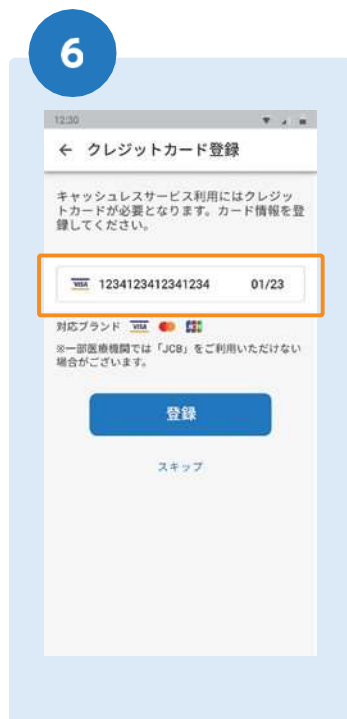 6
12:30
← クレジットカード登録
キャッシュレスサービス利用にはクレジッ
トカードが必要となります。カード情報を登
録してください。
VISA 1234123412341234 01/23
対応ブランド VISA JCB
※一部医療機関では「JCB」をご利用いただけない
場合がございます。
登録
スキップ